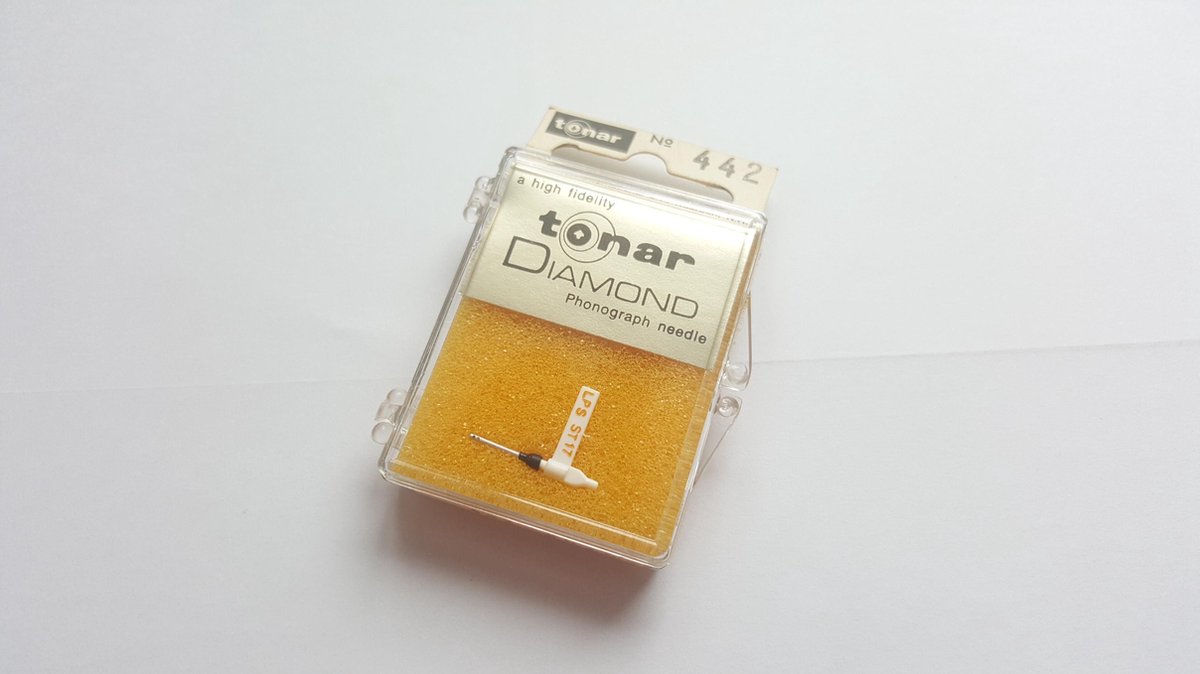 tonar No 442
a high fidelity
tonar
DIAMOND
Phonograph needle
LPS ST17